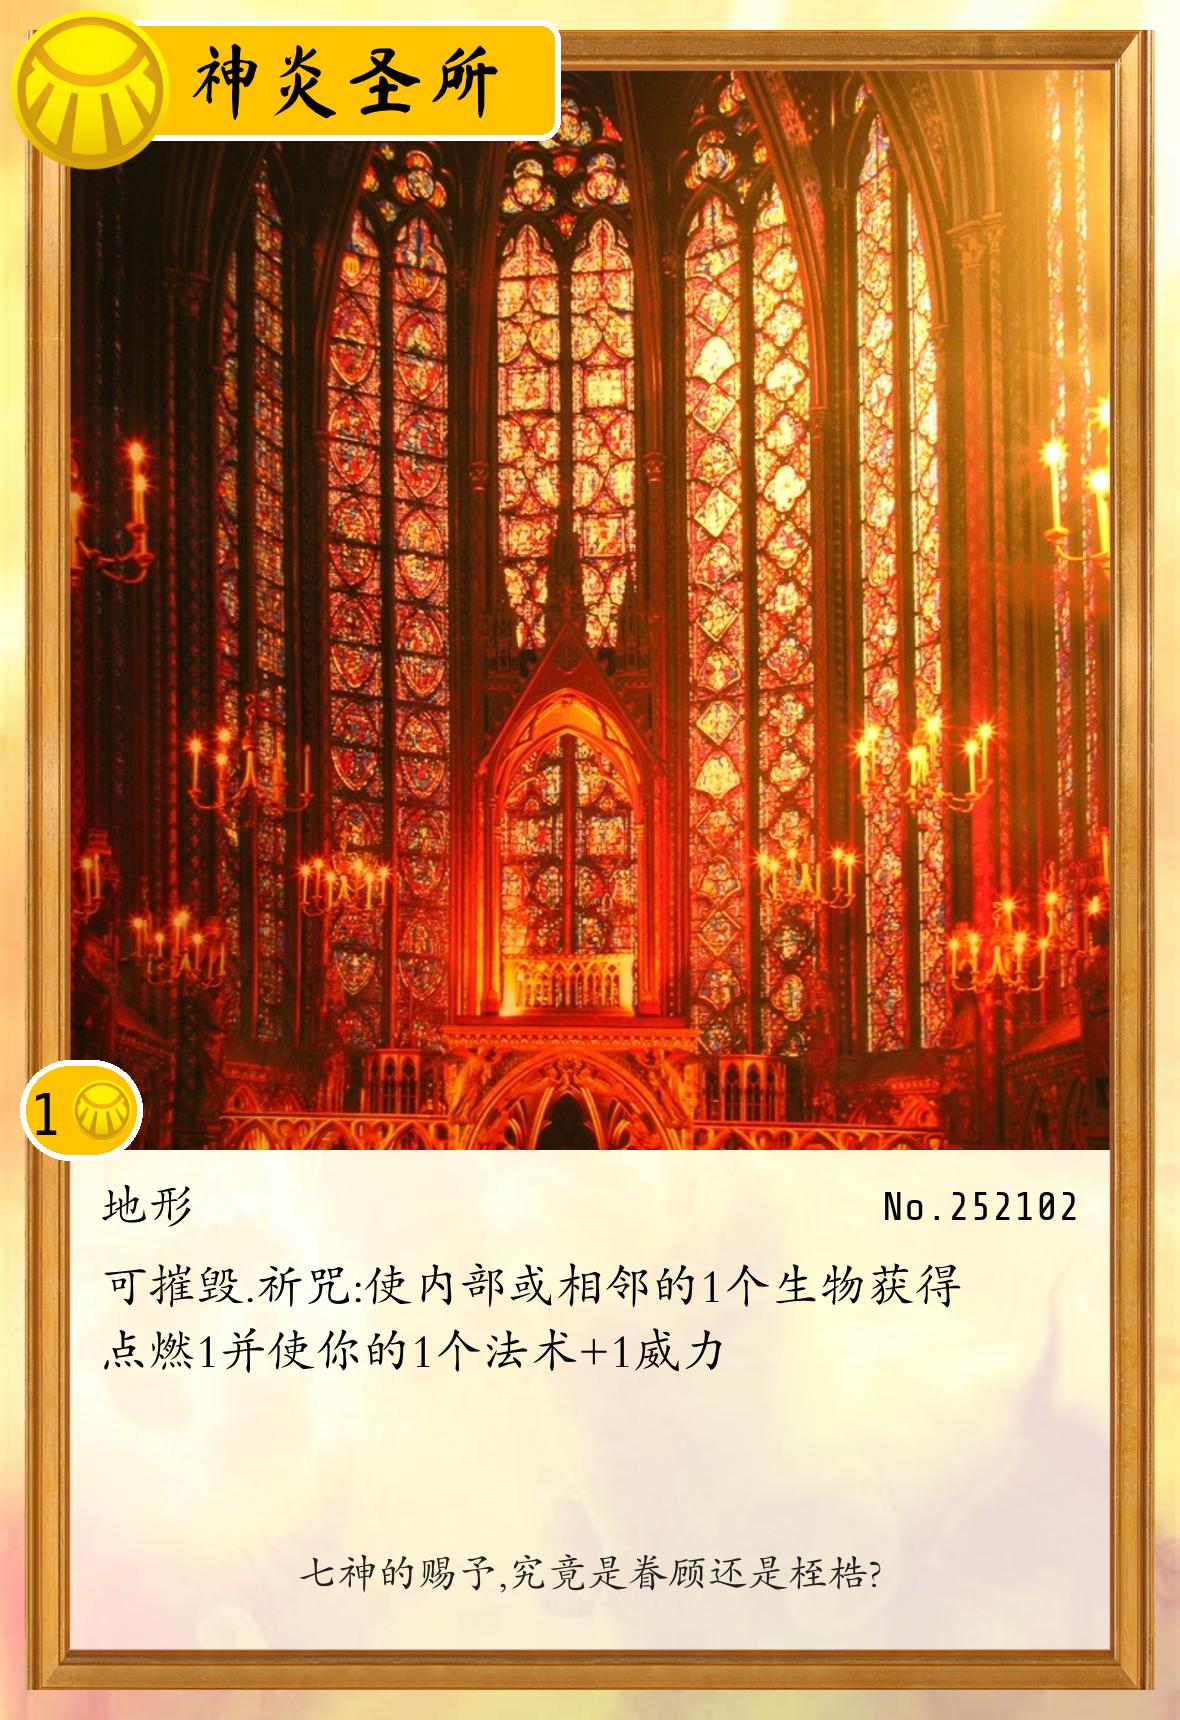 神炎圣所
1
地形
No.252102
可摧毁.祈咒:使内部或相邻的1个生物获得
点燃1并使你的1个法术+1威力
七神的赐予,究竟是眷顾还是桎梏?